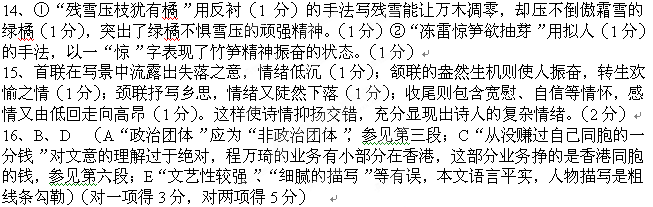 14、①“残雪压枝犹有橘”用反衬（1 分）的手法写残雪能让万木凋零，却压不倒傲霜雪的
绿橘（1分），突出了绿橘不惧雪压的顽强精神。（1分）②“冻雷惊笋欲抽芽”用拟人（1分）
的手法，以一“惊”字表现了竹笋精神振奋的状态。（1分）
15、首联在写景中流露出失落之意，情绪低沉（1分）；颔联的盎然生机则使人振奋，转生欢
愉之情（1分）；颈联抒写乡思，情绪又陡然下落（1分）；收尾则包含宽慰、自信等情怀，感
情又由低回走向高昂（1分）。这样使诗情抑扬交错，充分显现出诗人的复杂情绪。（2分）
16、B、D （A“政治团体”应为“非政治团体”，参见第三段；C“从没赚过自己同胞的一
分钱”对文意的理解过于绝对，程万琦的业务有小部分在香港，这部分业务挣的是香港同胞
的钱，参见第六段；E“文艺性较强”、“细腻的描写”等有误，本文语言平实，人物描写是粗
线条勾勒）（对一项得3分，对两项得5分）